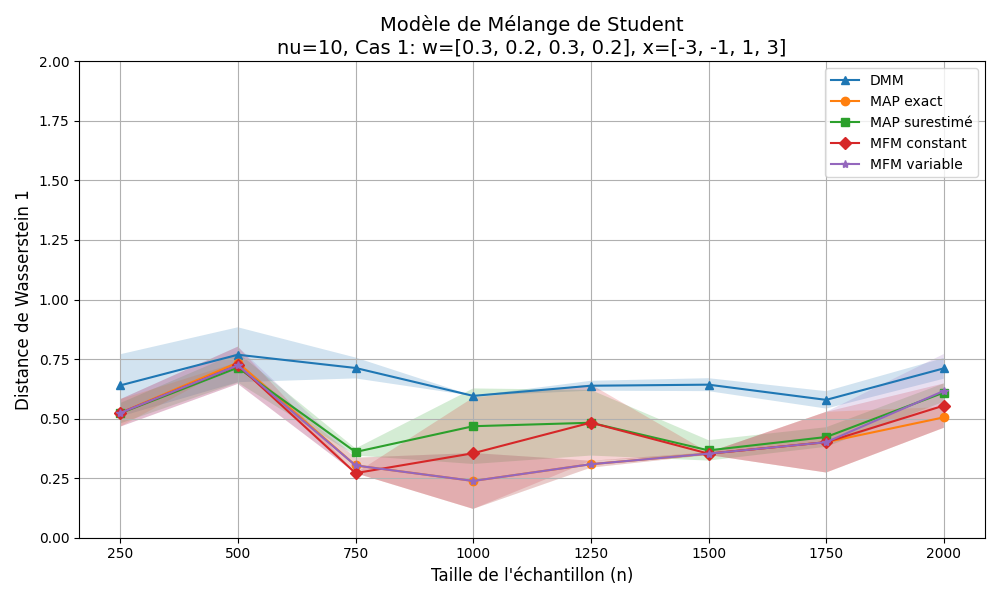 Modèle de Mélange de Student
nu=10, Cas 1: w=[0.3, 0.2, 0.3, 0.2], x=[-3, -1, 1, 3]
DMM
MAP exact
MAP surestimé
MFM constant
MFM variable
Distance de Wasserstein 1
2.00
1.75
1.50
1.25
1.00
0.75
0.50
0.25
0.00
250
500
750
1000
1250
1500
1750
2000
Taille de l'échantillon (n)